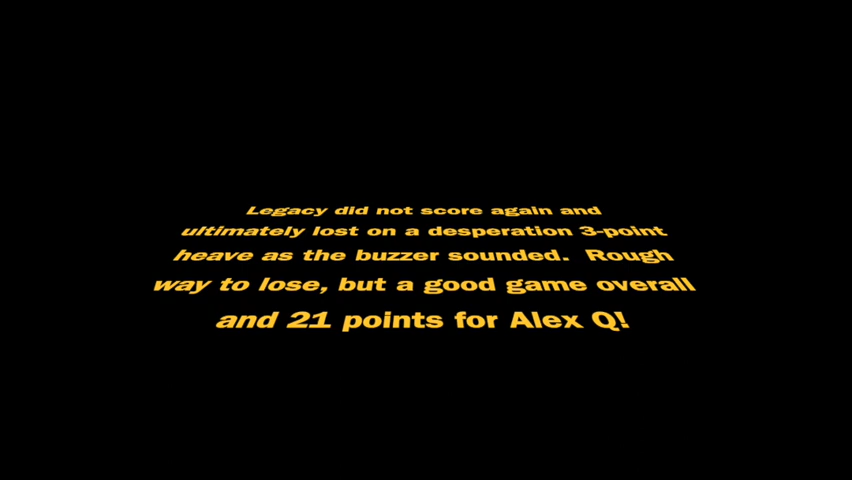 Legacy did not score again and
ultimately lost on a desperation 3-point
heave as the buzzer sounded.  Rough
way to lose, but a good game overall
and 21 points for Alex Q!